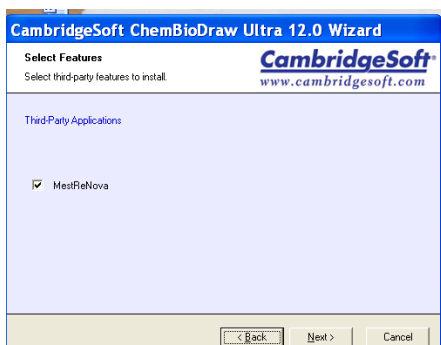 CambridgeSoft ChemBioDraw Ultra 12.0 Wizard
Select Features
Select third-party features to install.
CambridgeSoft
www.cambridgesoft.com
Third-Party Applications
MestReNova
< Back
Next >
Cancel